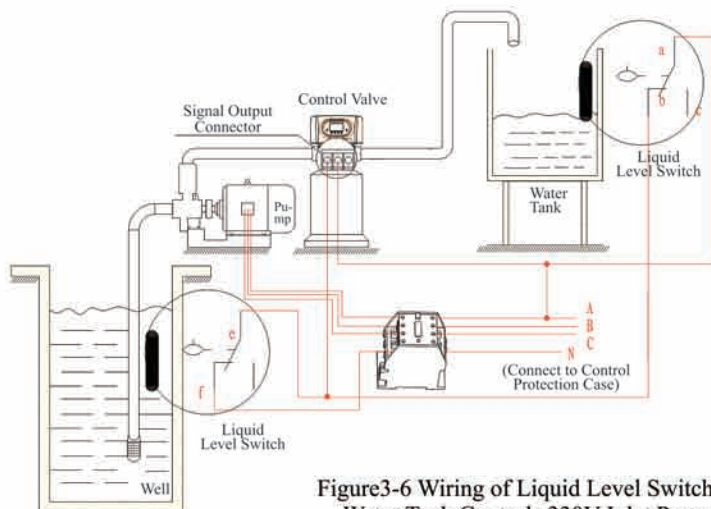 Signal Output
Connector
Control Valve
a
b
c
Liquid
Level Switch
Water
Tank
Pu-
mp
A
B
C
N
(Connect to Control
Protection Case)
e
f
Liquid
Level Switch
Well
Figure3-6 Wiring of Liquid Level Switch